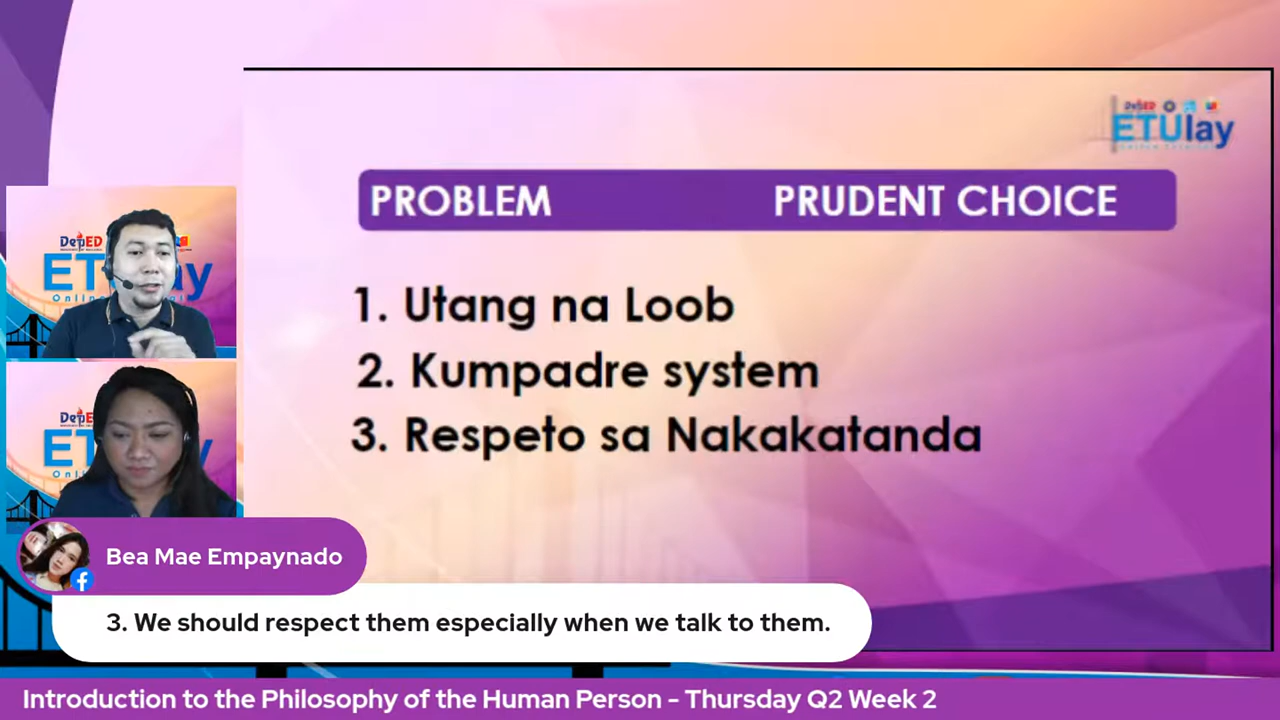 DepED
ETUlay
PROBLEM PRUDENT CHOICE
1. Utang na Loob
2. Kumpadre system
3. Respeto sa Nakakatanda
DepED
Bea Mae Empaynado
3. We should respect them especially when we talk to them.
Introduction to the Philosophy of the Human Person - Thursday Q2 Week 2